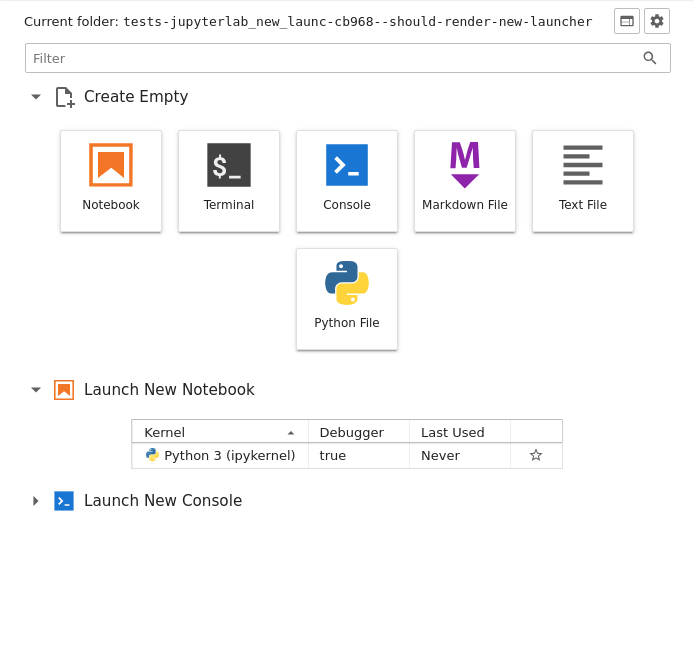 Current folder: tests-jupyterlab_new_launc-cb968--should-render-new-launcher
Filter
Create Empty
Notebook
$_ Terminal
Console
M Markdown File
Text File
Python File
Launch New Notebook
Kernel Debugger Last Used
Python 3 (ipykernel) true Never
Launch New Console